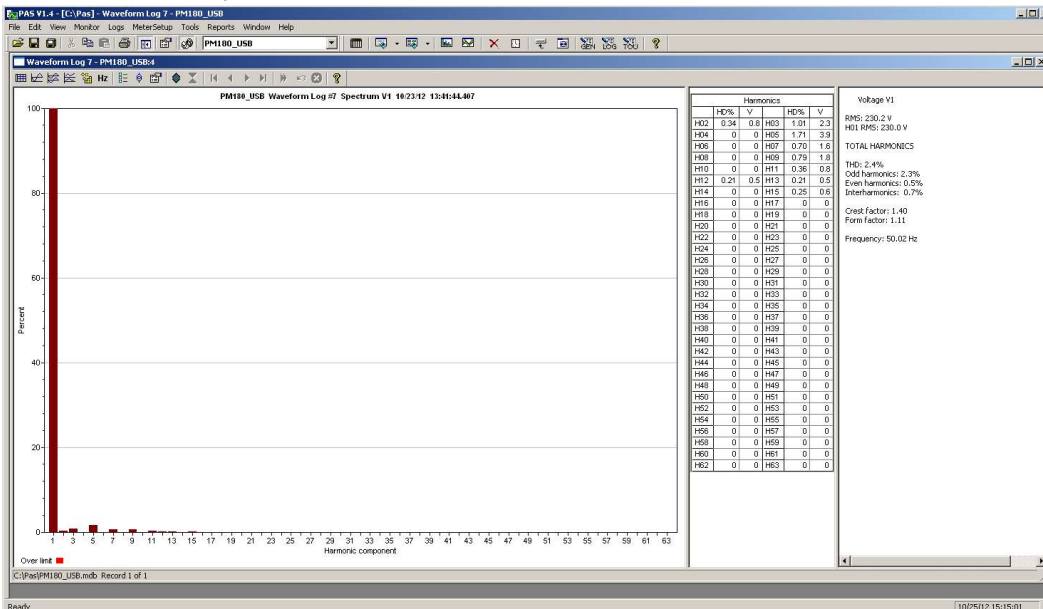 PAS V1.4 - [C:\Pas] - Waveform Log 7 - PM180_USB
File Edit View Monitor Logs MeterSetup Tools Reports Window Help
PM180_USB
GEN LOG TOU
Waveform Log 7 - PM180_USB:4
Hz
PM180_USB Waveform Log #7 Spectrum V1 10/23/12 13:41:44.407
100
80
60
40
20
0
Percent
1 3 5 7 9 11 13 15 17 19 21 23 25 27 29 31 33 35 37 39 41 43 45 47 49 51 53 55 57 59 61 63
Harmonic component
Over limit
Harmonics
HD% V HD% V
H02 0.34 0.8 H03 1.01 2.3
H04 0 0 H05 1.71 3.9
H06 0 0 H07 0.70 1.6
H08 0 0 H09 0.79 1.8
H10 0 0 H11 0.36 0.8
H12 0.21 0.5 H13 0.21 0.5
H14 0 0 H15 0.25 0.6
H16 0 0 H17 0 0
H18 0 0 H19 0 0
H20 0 0 H21 0 0
H22 0 0 H23 0 0
H24 0 0 H25 0 0
H26 0 0 H27 0 0
H28 0 0 H29 0 0
H30 0 0 H31 0 0
H32 0 0 H33 0 0
H34 0 0 H35 0 0
H36 0 0 H37 0 0
H38 0 0 H39 0 0
H40 0 0 H41 0 0
H42 0 0 H43 0 0
H44 0 0 H45 0 0
H46 0 0 H47 0 0
H48 0 0 H49 0 0
H50 0 0 H51 0 0
H52 0 0 H53 0 0
H54 0 0 H55 0 0
H56 0 0 H57 0 0
H58 0 0 H59 0 0
H60 0 0 H61 0 0
H62 0 0 H63 0 0
Voltage V1
RMS: 230.2 V
H01 RMS: 230.0 V
TOTAL HARMONICS
THD: 2.4%
Odd harmonics: 2.3%
Even harmonics: 0.5%
Interharmonics: 0.7%
Crest factor: 1.40
Form factor: 1.11
Frequency: 50.02 Hz
C:\Pas\PM180_USB.mdb Record 1 of 1
Ready
10/25/12 15:15:01